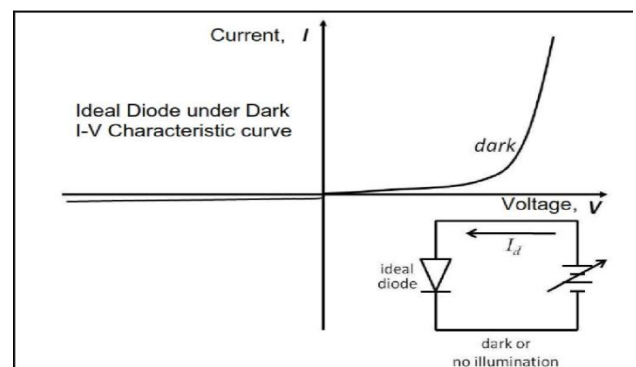 Current, I
Ideal Diode under Dark
I-V Characteristic curve
dark
Voltage, V
I_d
ideal
diode
dark or
no illumination